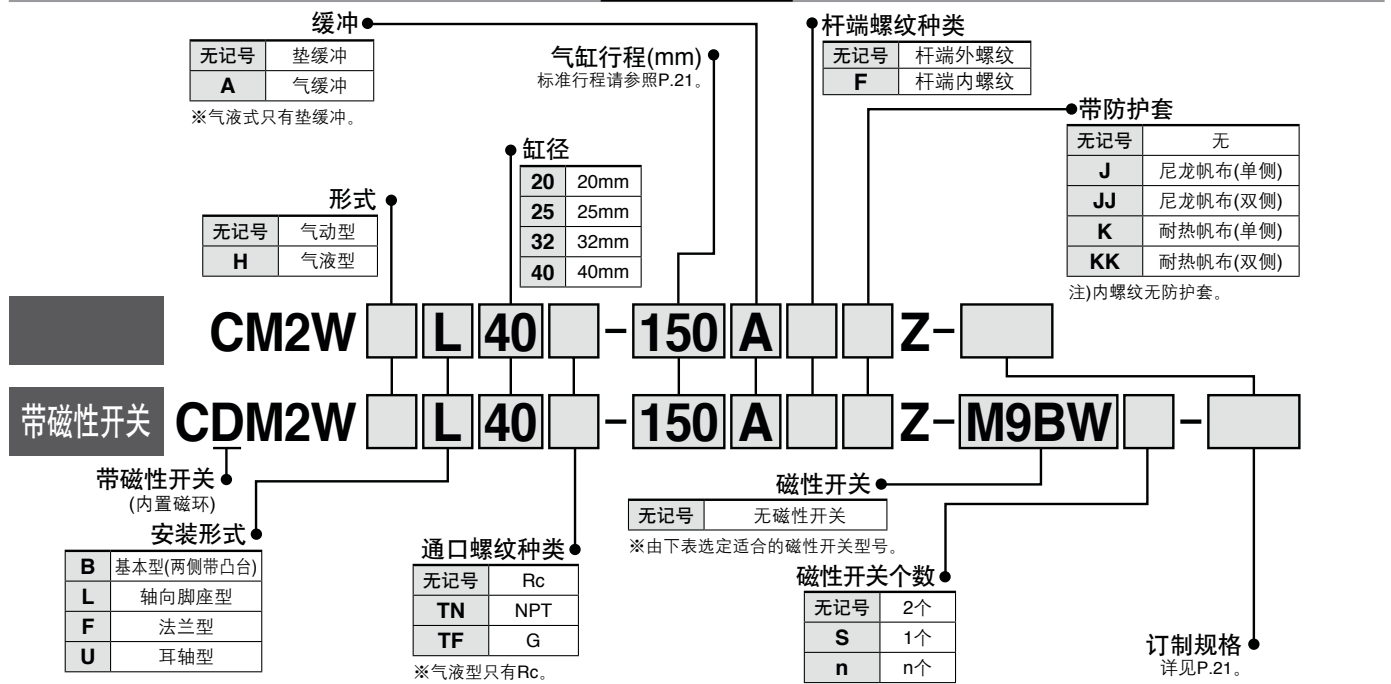 缓冲
无记号 垫缓冲
A 气缓冲
※气液式只有垫缓冲。
气缸行程(mm)
标准行程请参照P.21。
杆端螺纹种类
无记号 杆端外螺纹
F 杆端内螺纹
带防护套
无记号 无
J 尼龙帆布(单侧)
JJ 尼龙帆布(双侧)
K 耐热帆布(单侧)
KK 耐热帆布(双侧)
注)内螺纹无防护套。
缸径
20 20mm
25 25mm
32 32mm
40 40mm
形式
无记号 气动型
H 气液型
CM2W L 40 - 150 A Z-
带磁性开关 CDM2W L 40 - 150 A Z- M9BW -
带磁性开关
(内置磁环)
安装形式
B 基本型(两侧带凸台)
L 轴向脚座型
F 法兰型
U 耳轴型
通口螺纹种类
无记号 Rc
TN NPT
TF G
※气液型只有Rc。
磁性开关
无记号 无磁性开关
※由下表选定适合的磁性开关型号。
磁性开关个数
无记号 2个
S 1个
n n个
订制规格
详见P.21。